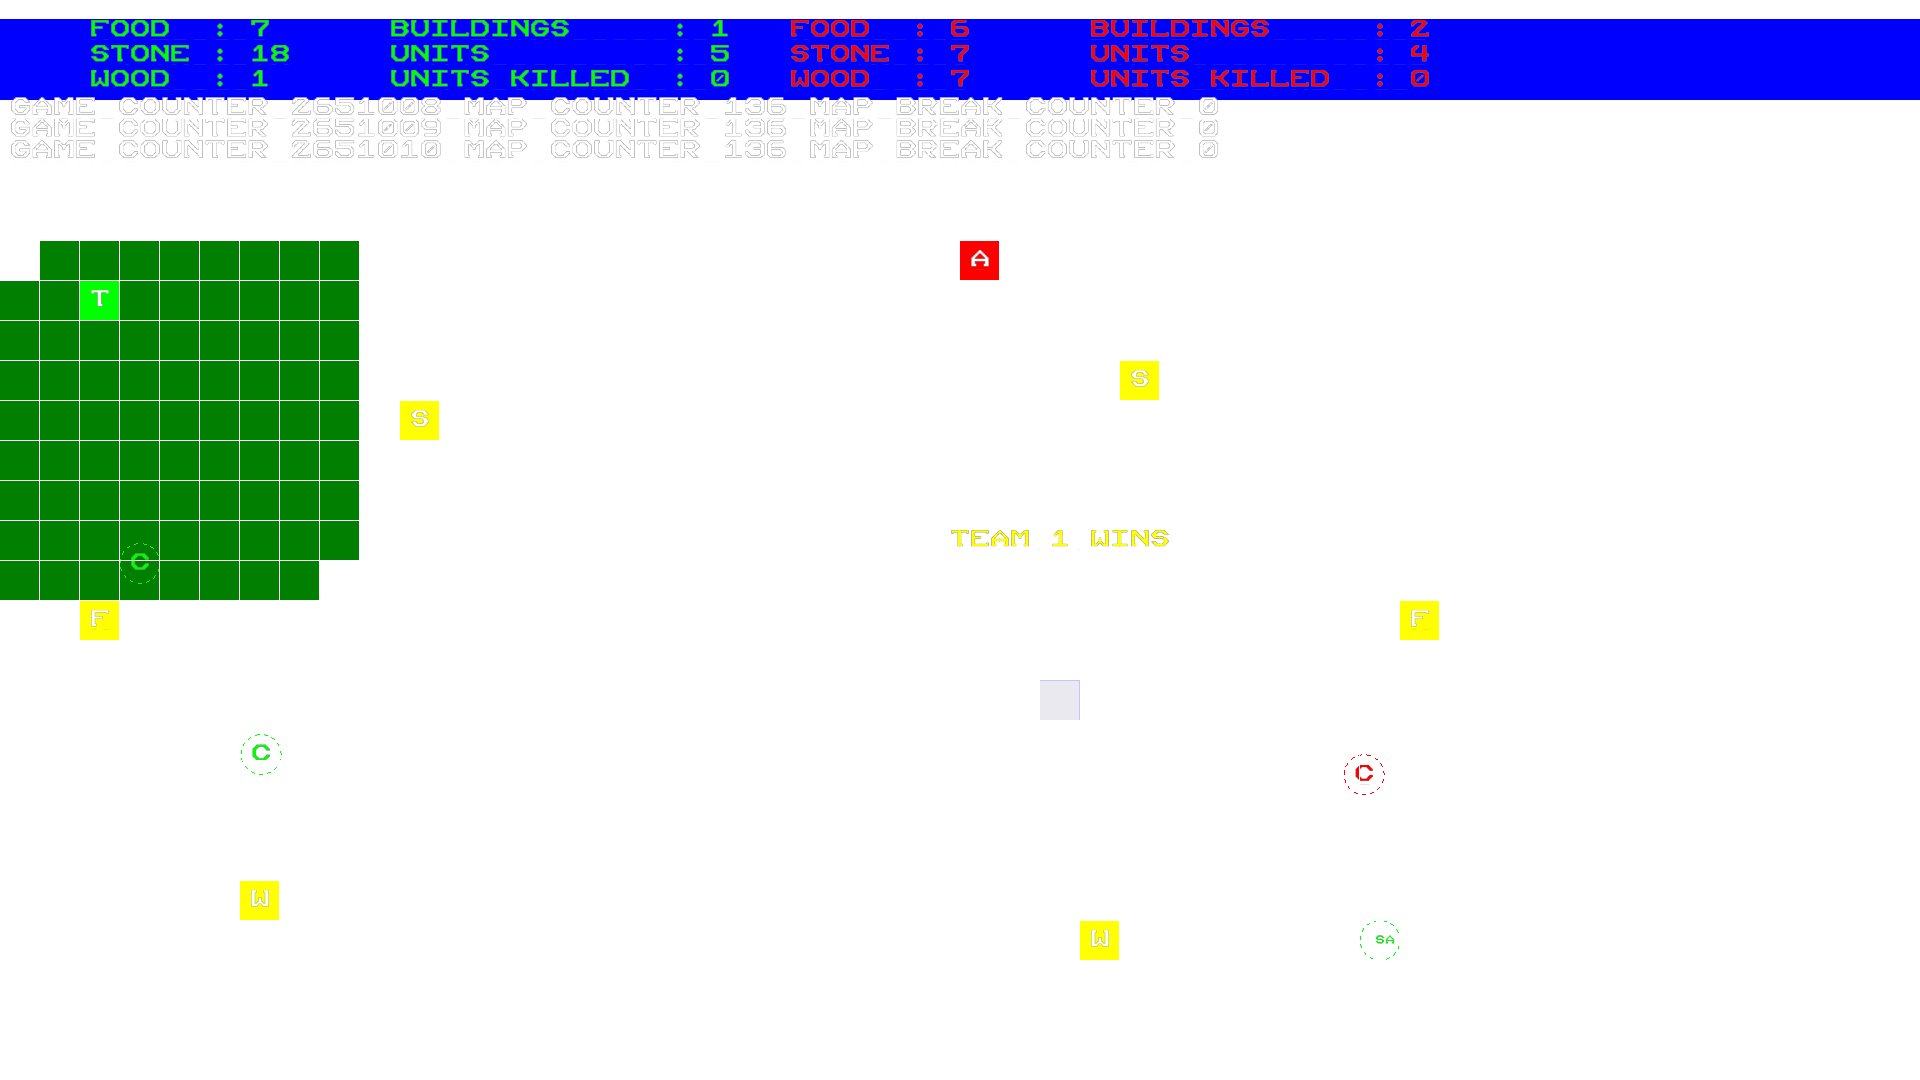 FOOD : 7 BUILDINGS : 1 FOOD : 6 BUILDINGS : 2
STONE : 18 UNITS : 5 STONE : 7 UNITS : 4
WOOD : 1 UNITS KILLED : 0 WOOD : 7 UNITS KILLED : 0
GAME COUNTER 2651008 MAP COUNTER 136 MAP BREAK COUNTER 0
GAME COUNTER 2651009 MAP COUNTER 136 MAP BREAK COUNTER 0
GAME COUNTER 2651010 MAP COUNTER 136 MAP BREAK COUNTER 0
A
T
S
S
TEAM 1 WINS
C
F
F
C
C
W
W
SA